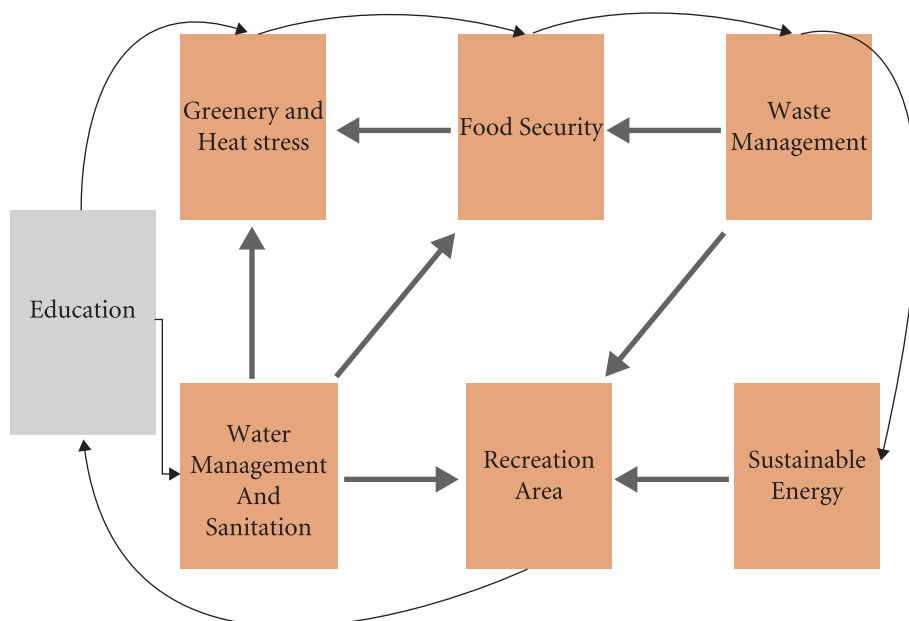 Greenery and
Heat stress
Food Security
Waste
Management
Education
Water
Management
And
Sanitation
Recreation
Area
Sustainable
Energy